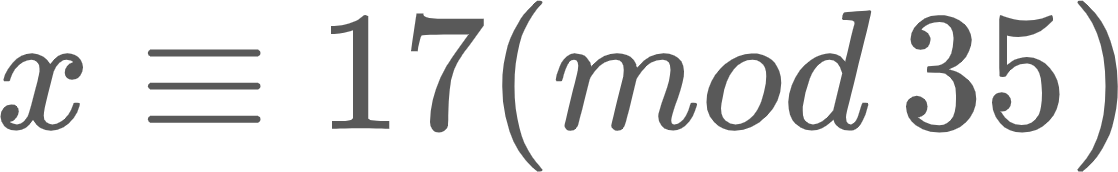 x ≡ 17(mod 35)